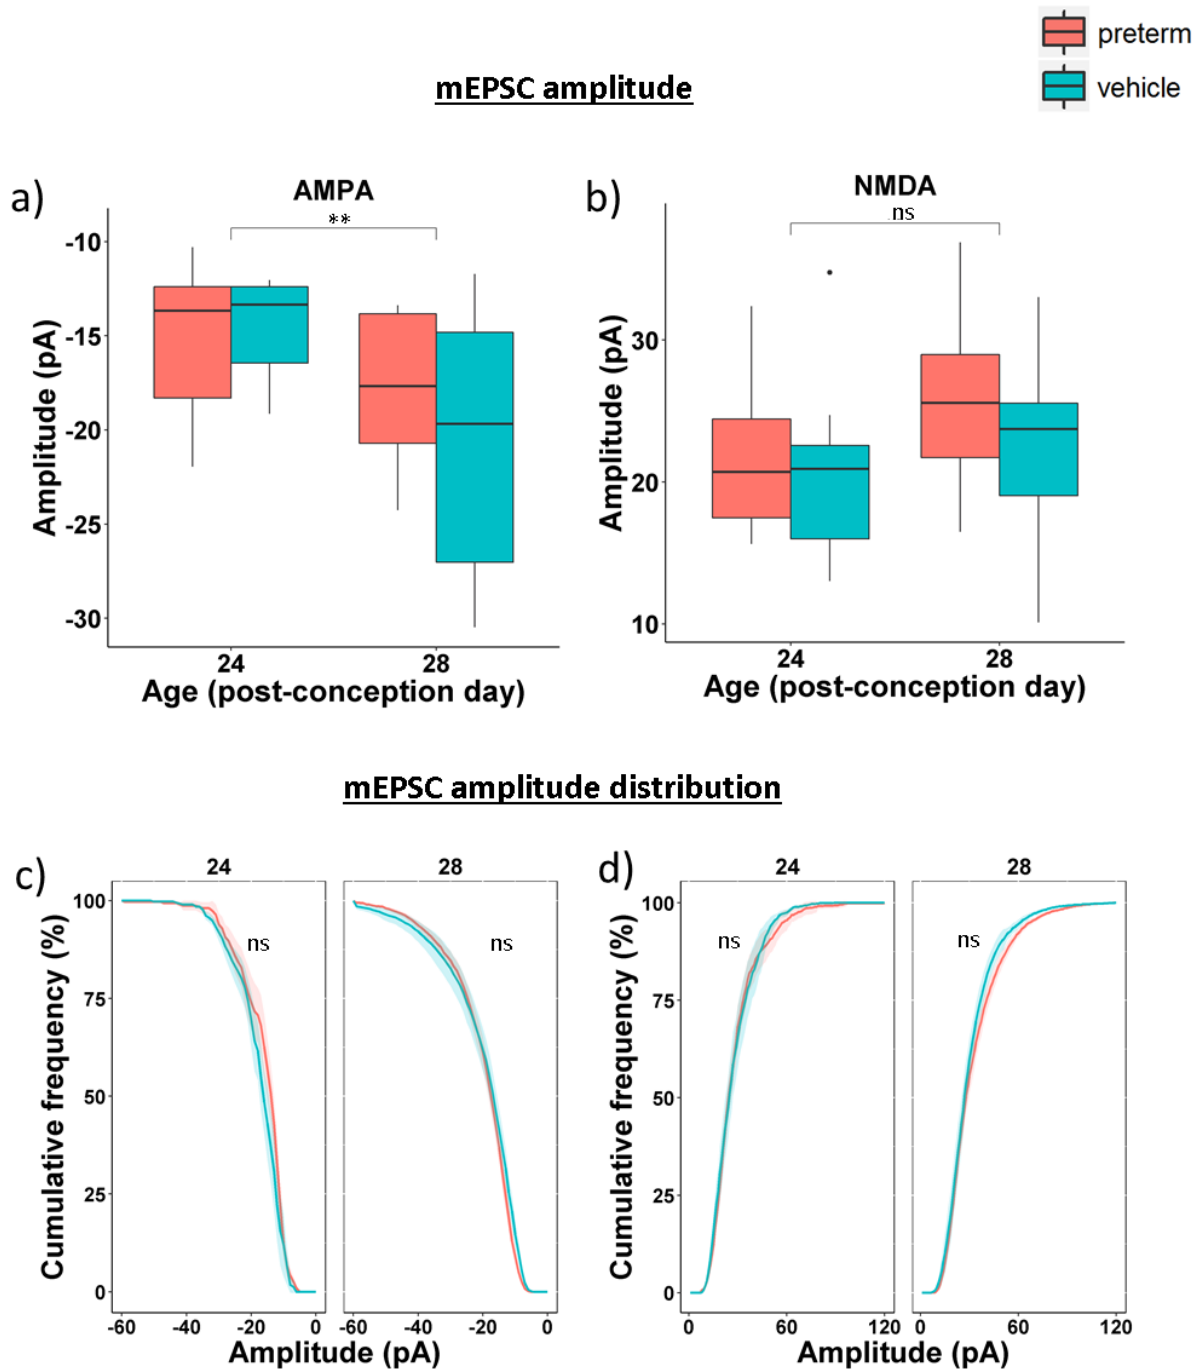 preterm
vehicle
mEPSC amplitude
a)
AMPA
**
Amplitude (pA)
-10
-15
-20
-25
-30
24
28
Age (post-conception day)
b)
NMDA
ns
Amplitude (pA)
30
20
10
24
28
Age (post-conception day)
mEPSC amplitude distribution
c)
24
28
Cumulative frequency (%)
100
75
50
25
0
ns
ns
-60
-40
-20
0
-60
-40
-20
0
Amplitude (pA)
d)
24
28
Cumulative frequency (%)
100
75
50
25
0
ns
ns
0
60
120
0
60
120
Amplitude (pA)